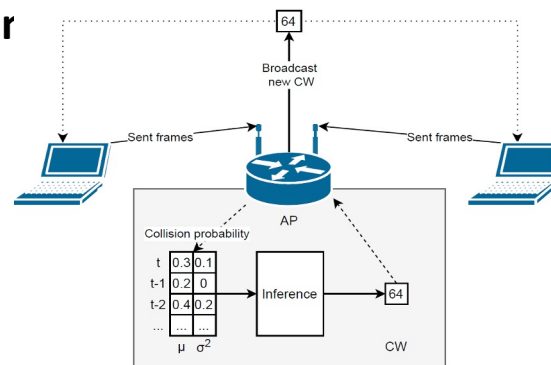 r
64
Broadcast
new CW
Sent frames
Sent frames
AP
Collision probability
t 0.3 0.1
t-1 0.2 0
t-2 0.4 0.2
... ... ...
μ σ²
Inference
64
CW